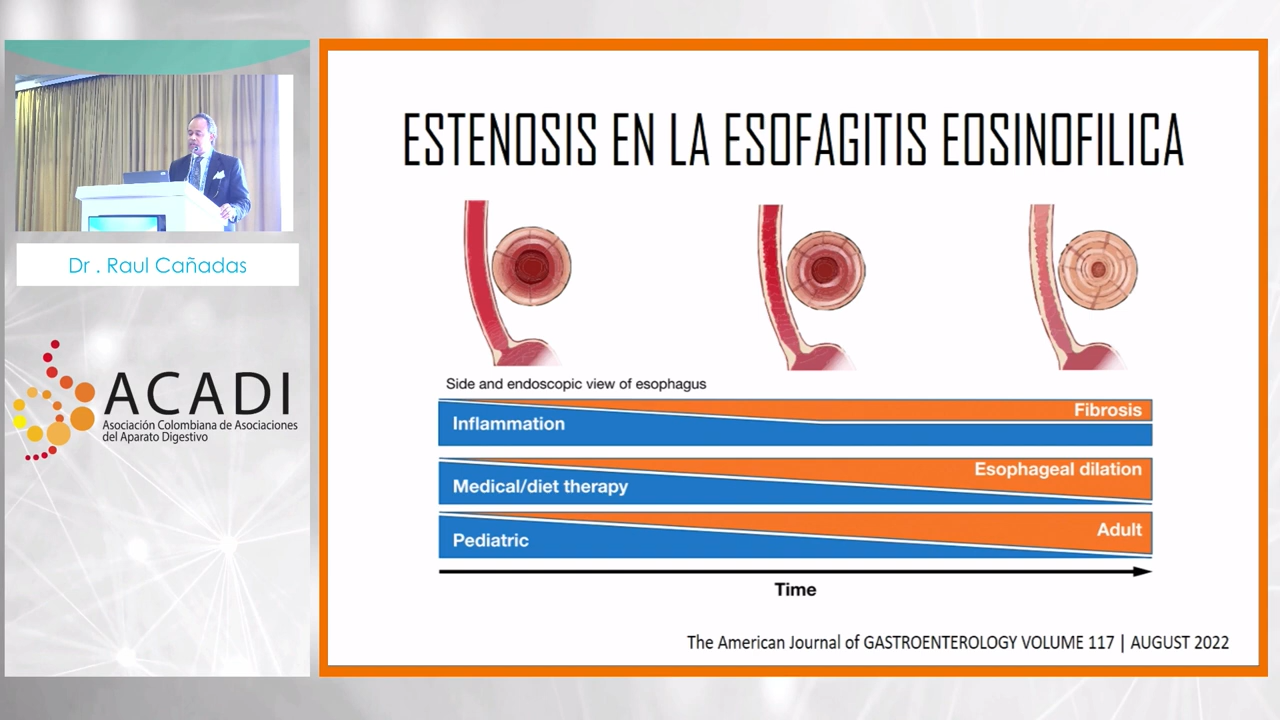 Dr . Raul Cañadas
ACADI
Asociación Colombiana de Asociaciones
del Aparato Digestivo
ESTENOSIS EN LA ESOFAGITIS EOSINOFILICA
Side and endoscopic view of esophagus
Inflammation
Fibrosis
Medical/diet therapy
Esophageal dilation
Pediatric
Adult
Time
The American Journal of GASTROENTEROLOGY VOLUME 117 | AUGUST 2022